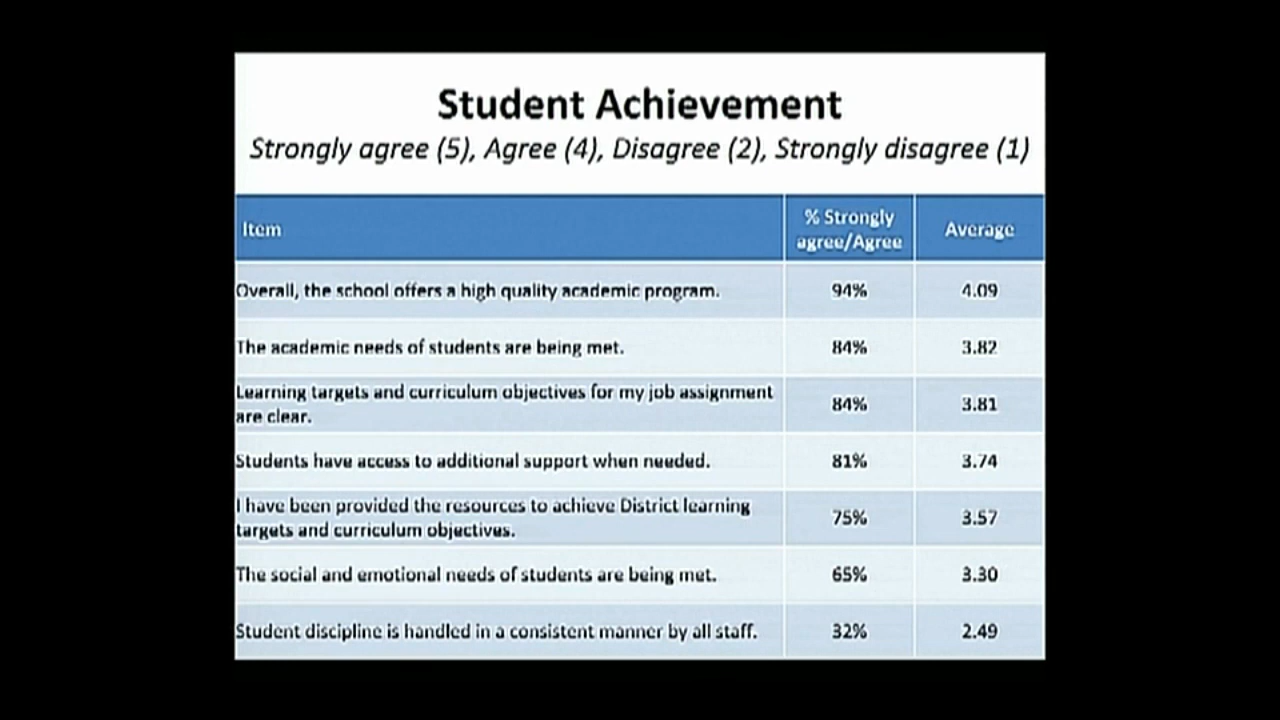 Student Achievement
Strongly agree (5), Agree (4), Disagree (2), Strongly disagree (1)
Item
% Strongly
agree/Agree
Average
Overall, the school offers a high quality academic program. 94% 4.09
The academic needs of students are being met. 84% 3.82
Learning targets and curriculum objectives for my job assignment
are clear. 84% 3.81
Students have access to additional support when needed. 81% 3.74
I have been provided the resources to achieve District learning
targets and curriculum objectives. 75% 3.57
The social and emotional needs of students are being met. 65% 3.30
Student discipline is handled in a consistent manner by all staff. 32% 2.49